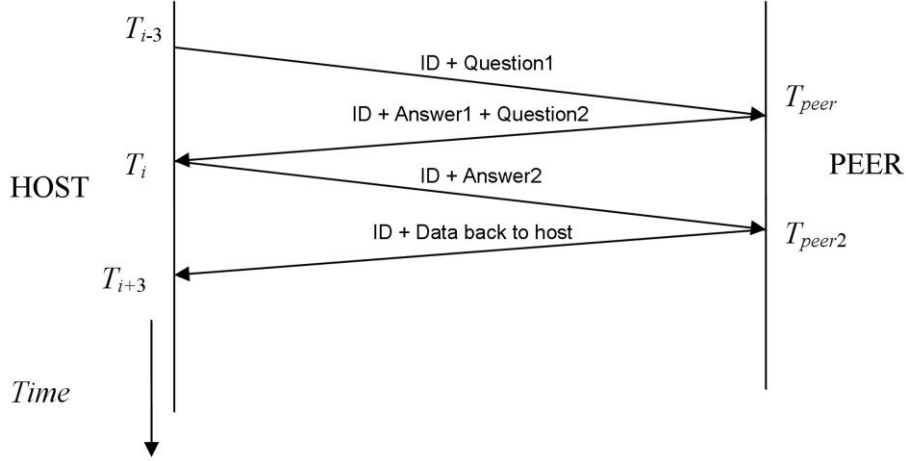 T_{i-3}
ID + Question1
T_{peer}
ID + Answer1 + Question2
T_i
PEER
HOST
ID + Answer2
ID + Data back to host
T_{peer2}
T_{i+3}
Time